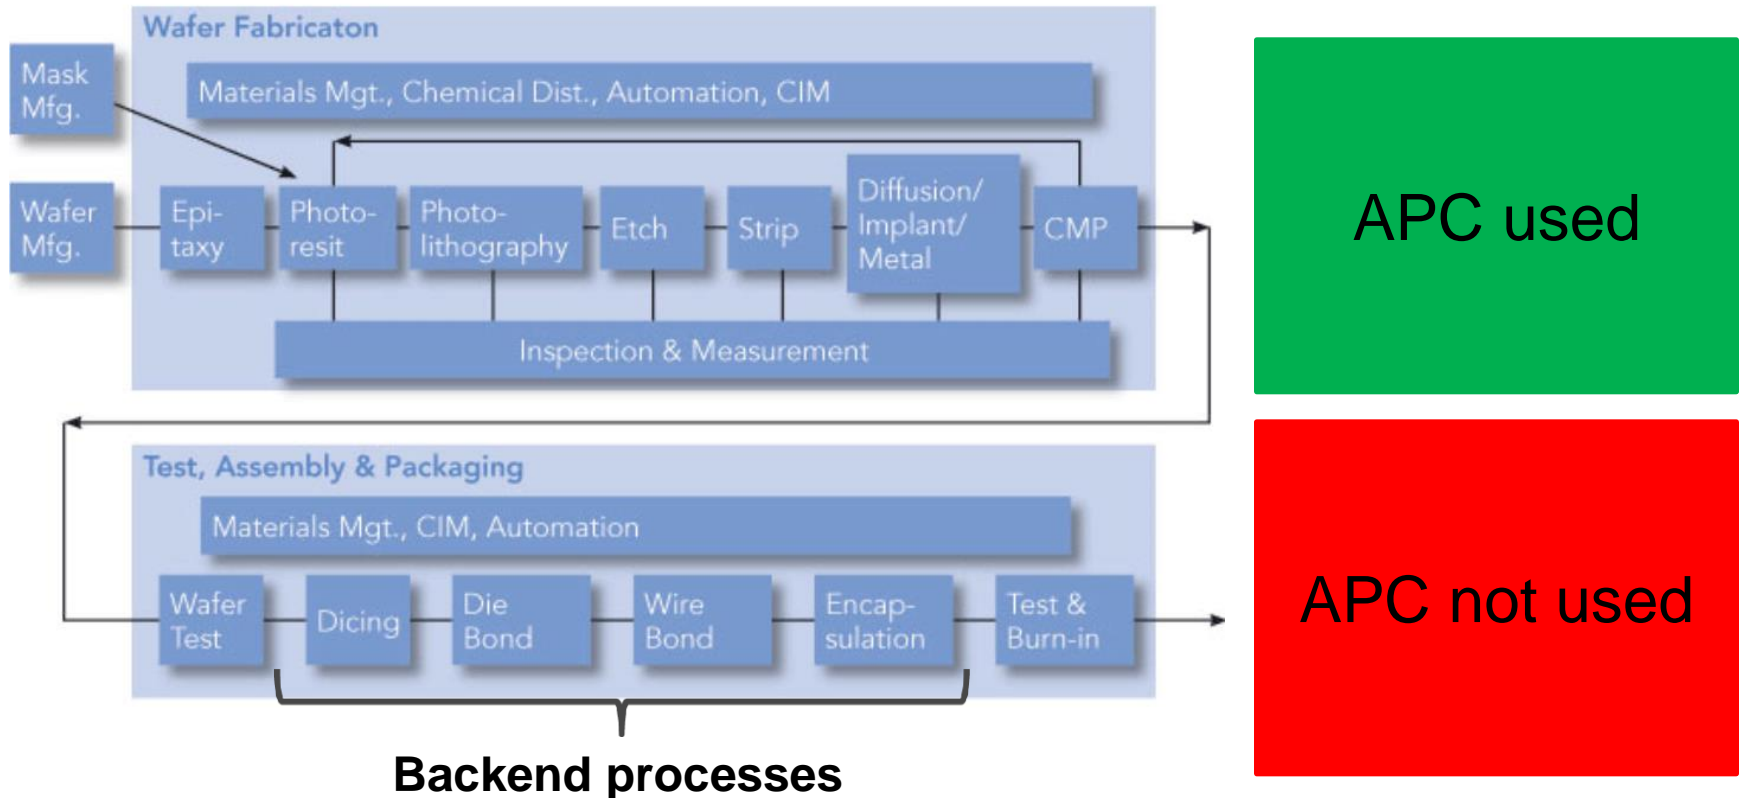 Wafer Fabricaton
Mask
Mfg.
Materials Mgt., Chemical Dist., Automation, CIM
Wafer
Mfg.
Epi-
taxy
Photo-
resit
Photo-
lithography
Etch
Strip
Diffusion/
Implant/
Metal
CMP
Inspection & Measurement
APC used
Test, Assembly & Packaging
Materials Mgt., CIM, Automation
Wafer
Test
Dicing
Die
Bond
Wire
Bond
Encap-
sulation
Test &
Burn-in
APC not used
Backend processes